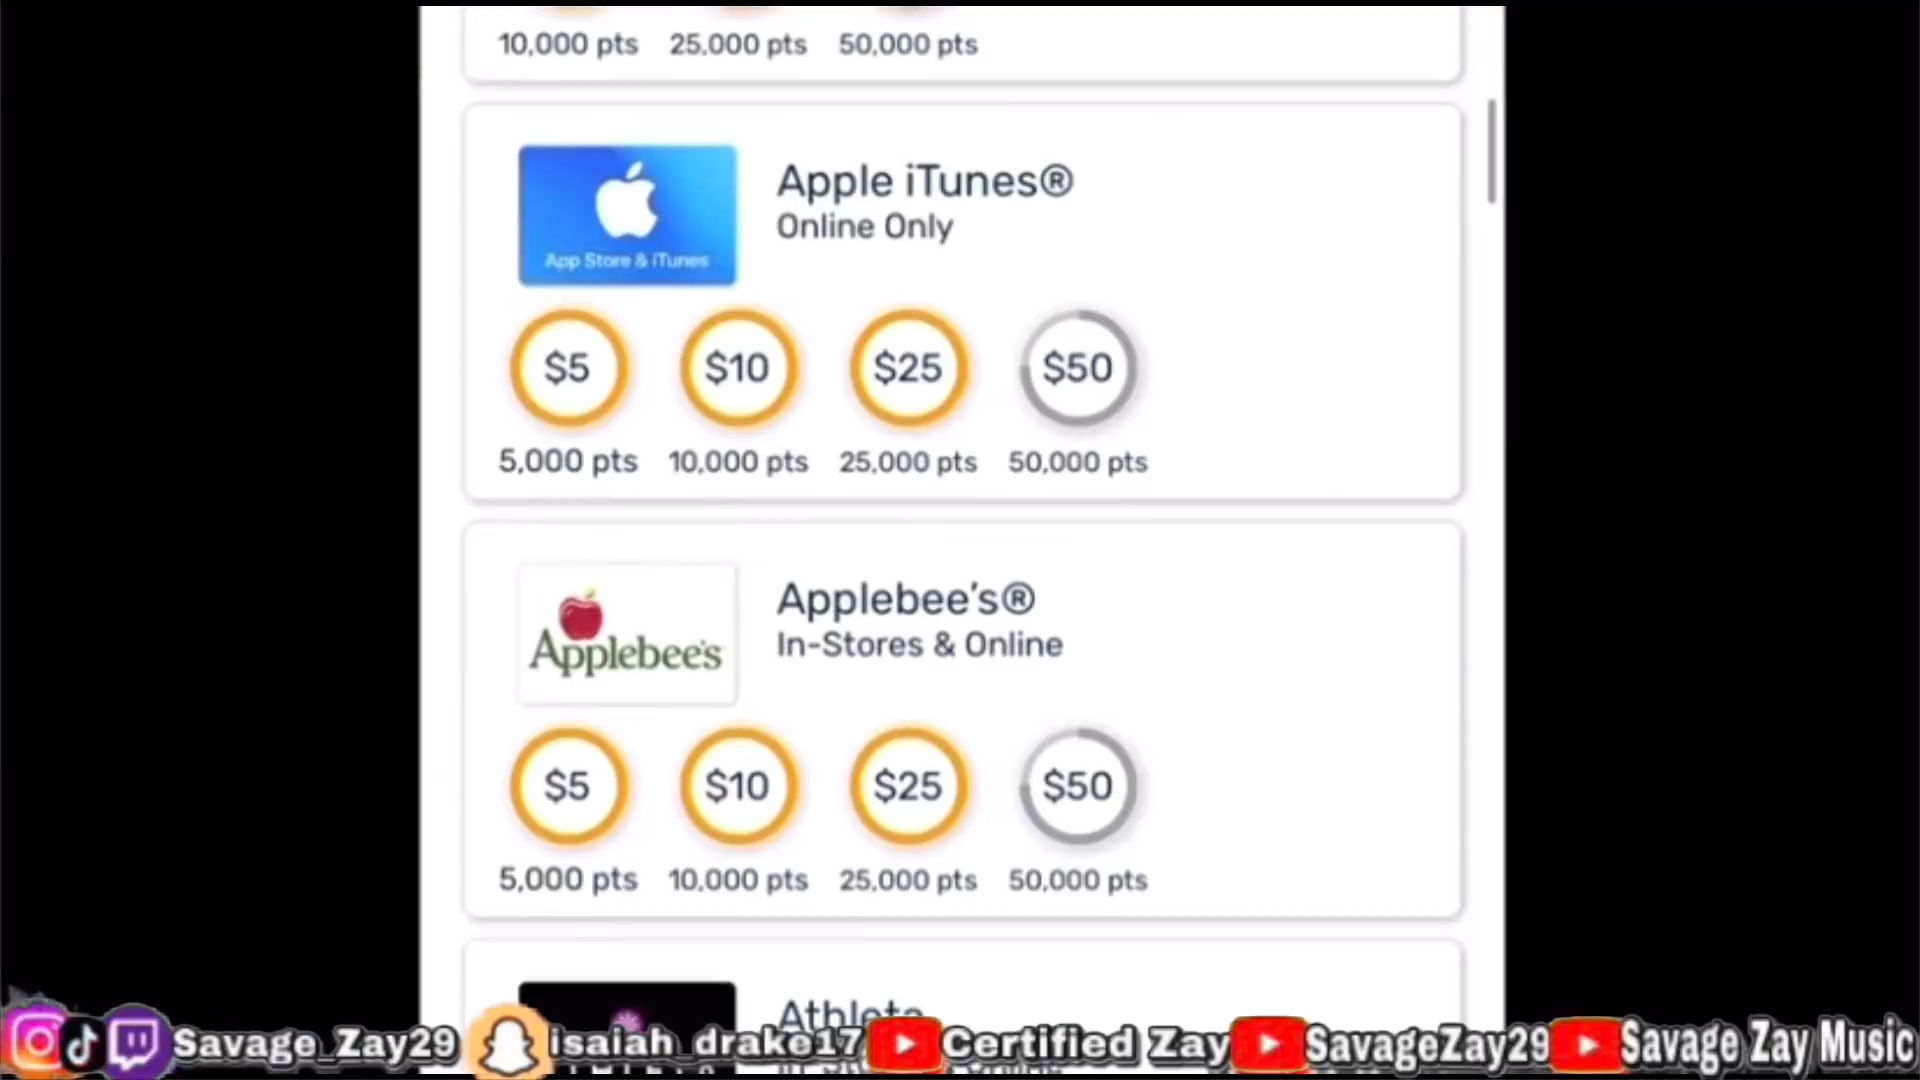 10,000 pts 25,000 pts 50,000 pts
App Store & iTunes
Apple iTunes®
Online Only
$5 $10 $25 $50
5,000 pts 10,000 pts 25,000 pts 50,000 pts
Applebee's
Applebee's®
In-Stores & Online
$5 $10 $25 $50
5,000 pts 10,000 pts 25,000 pts 50,000 pts
Athleta
Savage_Zay29 isaiah_drake17 Certified Zay SavageZay29 Savage Zay Music